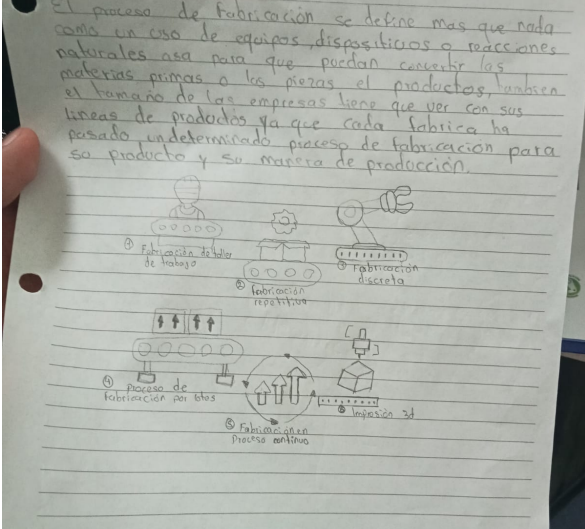 El proceso de Fabricación se define mas que nada
como un uso de equipos, dispositicios o reacciones
naturales asa para que puedan convertir las
materias primas o las piezas el productos, tambien
el tamaño de las empresas tiene que ver con sus
lineas de productos ya que cada fabrica ha
pasado undeterminado proceso de fabricación para
so producto y so manera de producción.
① Fabricación de taller
de trabajo
② fabricación
repetitiva
③ Fabricación
discreta
④ proceso de
fabricación por lotes
⑤ Fabricación en
Proceso continuo
⑥ Impresión 3d